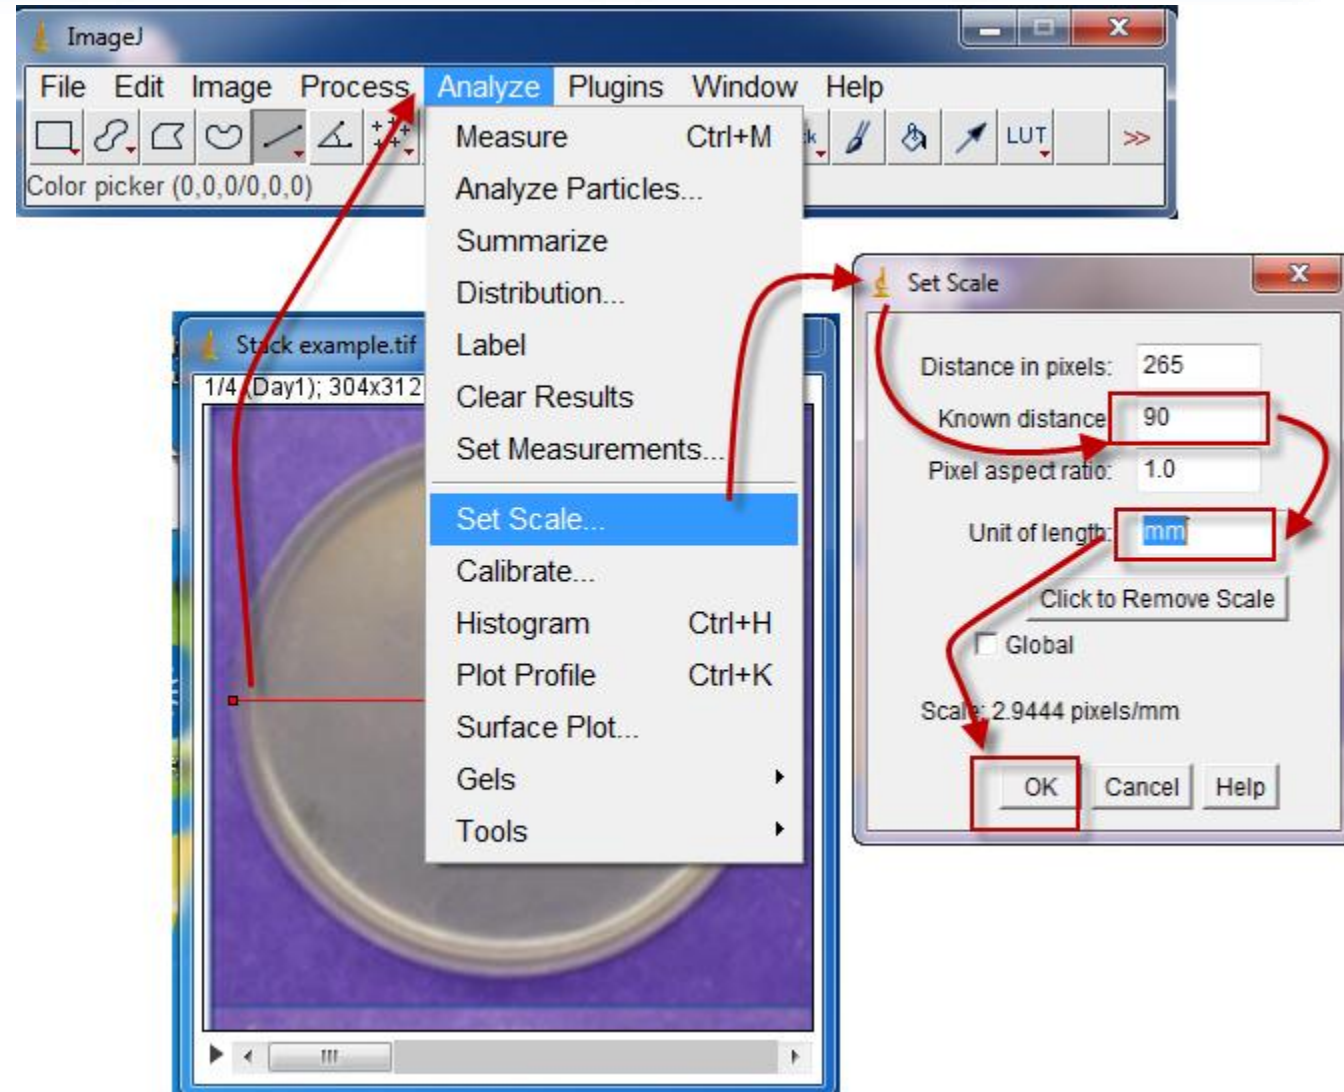 ImageJ
File Edit Image Process Analyze Plugins Window Help
LUT
>>
Color picker (0,0,0/0,0,0)
Measure Ctrl+M
Analyze Particles...
Summarize
Distribution...
Label
Clear Results
Set Measurements...
Set Scale...
Calibrate...
Histogram Ctrl+H
Plot Profile Ctrl+K
Surface Plot...
Gels
Tools
Stack example.tif
1/4 (Day1); 304x312
Set Scale
Distance in pixels: 265
Known distance 90
Pixel aspect ratio: 1.0
Unit of length: mm
Click to Remove Scale
Global
Scale: 2.9444 pixels/mm
OK Cancel Help